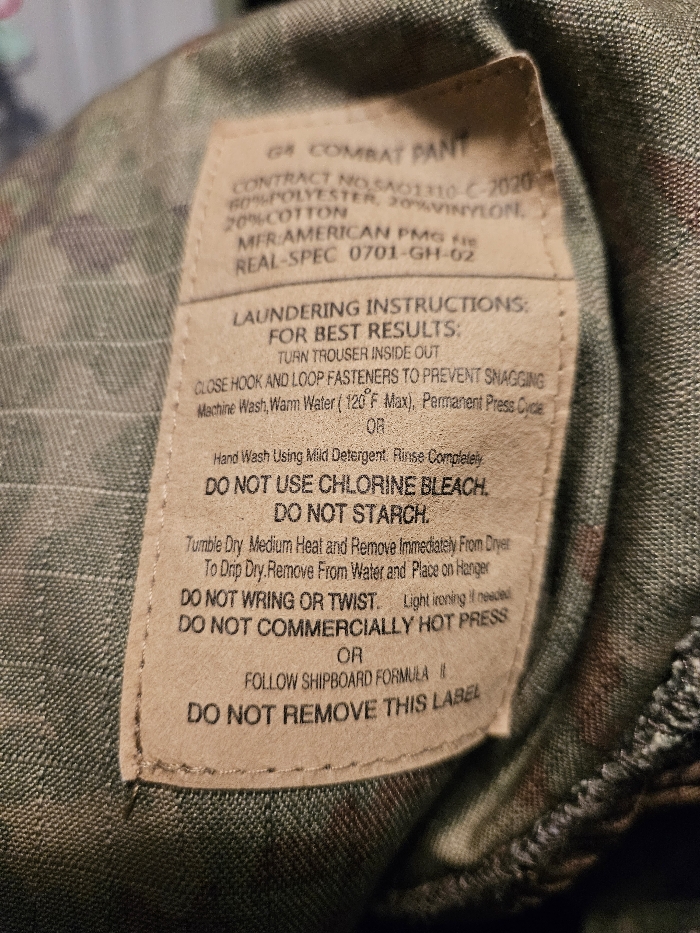 G4 COMBAT PANT
CONTRACT NO.SAO1310-C-2020
60%POLYESTER, 20%VINYLON,
20%COTTON
MFR:AMERICAN PMG
REAL-SPEC 0701-GH-02
LAUNDERING INSTRUCTIONS:
FOR BEST RESULTS:
TURN TROUSER INSIDE OUT
CLOSE HOOK AND LOOP FASTENERS TO PREVENT SNAGGING
Machine Wash,Warm Water ( 120°F Max), Permanent Press Cycle
OR
Hand Wash Using Mild Detergent. Rinse Completely.
DO NOT USE CHLORINE BLEACH.
DO NOT STARCH.
Tumble Dry Medium Heat and Remove Immediately From Dryer
To Drip Dry.Remove From Water and Place on Hanger
DO NOT WRING OR TWIST. Light ironing if needed.
DO NOT COMMERCIALLY HOT PRESS
OR
FOLLOW SHIPBOARD FORMULA II
DO NOT REMOVE THIS LABEL